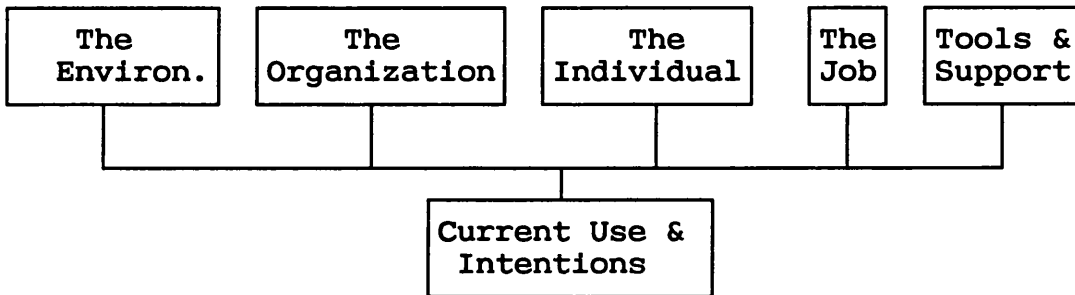 The
Environ.
The
Organization
The
Individual
The
Job
Tools &
Support
Current Use &
Intentions